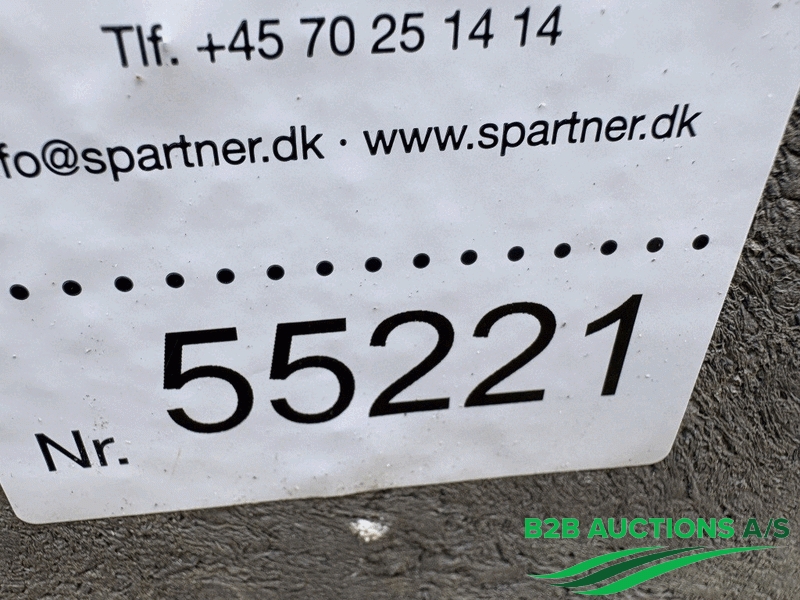 Tlf. +45 70 25 14 14
fo@spartner.dk · www.spartner.dk
Nr. 55221
B2B AUCTIONS A/S